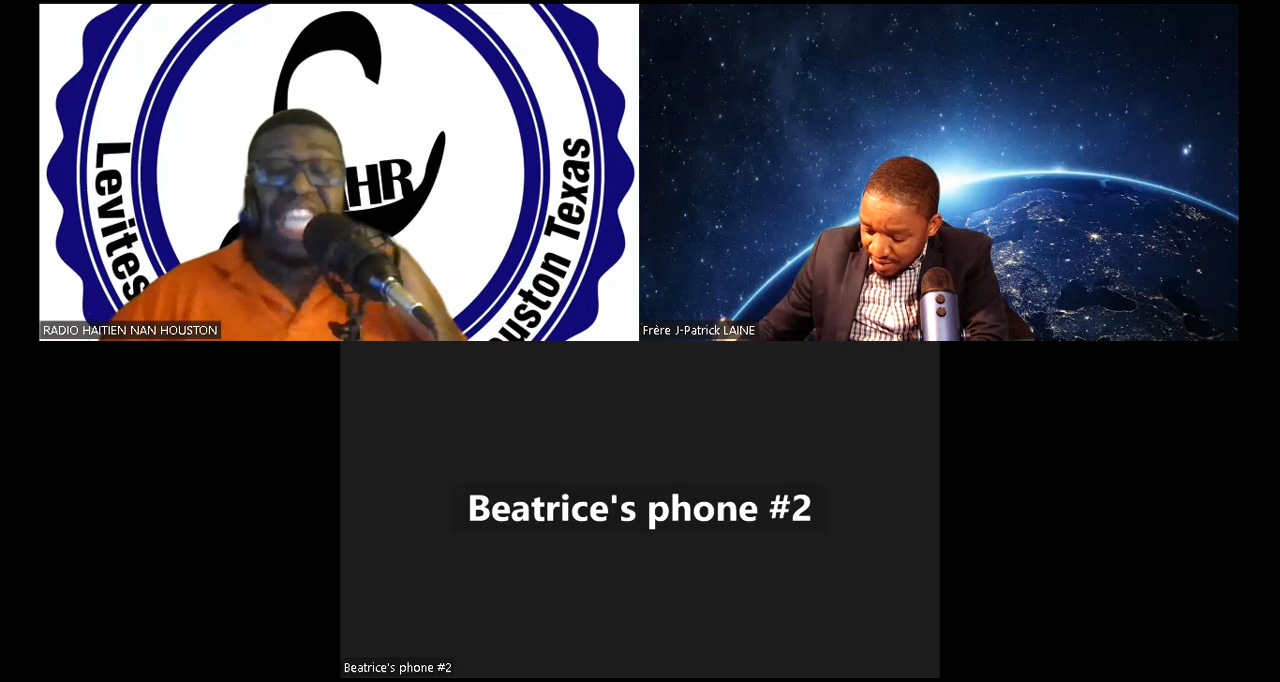 Levites
HR
Houston Texas
RADIO HAITIEN NAN HOUSTON
Frère J-Patrick LAINE
Beatrice's phone #2
Beatrice's phone #2